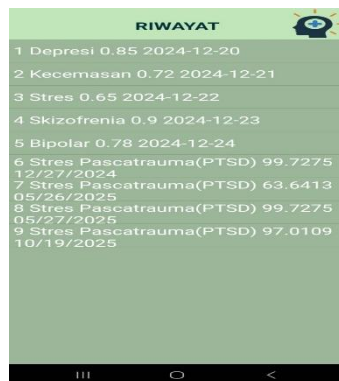 RIWAYAT
1 Depresi 0.85 2024-12-20
2 Kecemasan 0.72 2024-12-21
3 Stres 0.65 2024-12-22
4 Skizofrenia 0.9 2024-12-23
5 Bipolar 0.78 2024-12-24
6 Stres Pascatrauma(PTSD) 99.7275
12/27/2024
7 Stres Pascatrauma(PTSD) 63.6413
05/26/2025
8 Stres Pascatrauma(PTSD) 99.7275
05/27/2025
9 Stres Pascatrauma(PTSD) 97.0109
10/19/2025